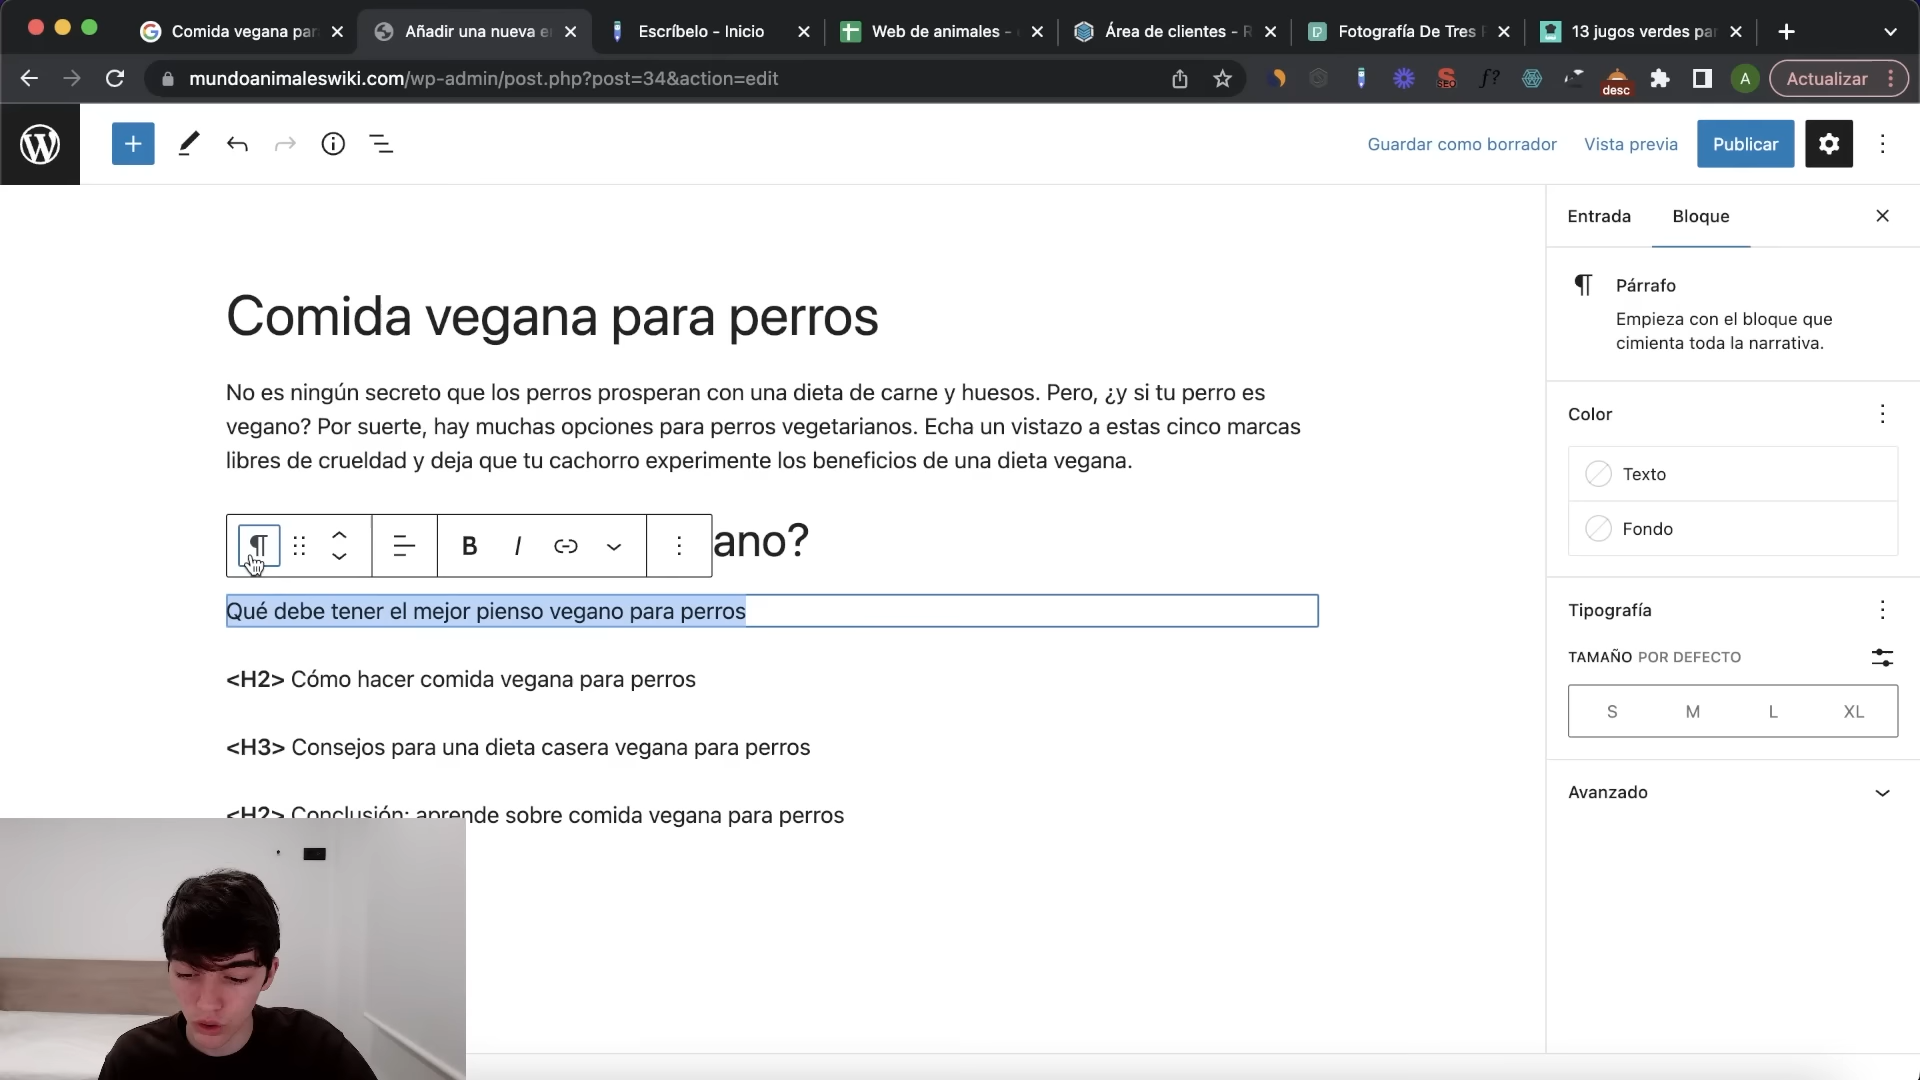 Comida vegana par
Añadir una nueva e
Escríbelo - Inicio
Web de animales -
Área de clientes - R
Fotografía De Tres P
13 jugos verdes pa
mundoanimaleswiki.com/wp-admin/post.php?post=34&action=edit
SEO
f?
desc
A
Actualizar
Guardar como borrador
Vista previa
Publicar
Entrada
Bloque
Párrafo
Empieza con el bloque que
cimienta toda la narrativa.
Color
Texto
Fondo
Tipografía
TAMAÑO POR DEFECTO
S M L XL
Avanzado
Comida vegana para perros
No es ningún secreto que los perros prosperan con una dieta de carne y huesos. Pero, ¿y si tu perro es
vegano? Por suerte, hay muchas opciones para perros vegetarianos. Echa un vistazo a estas cinco marcas
libres de crueldad y deja que tu cachorro experimente los beneficios de una dieta vegana.
B I
ano?
Qué debe tener el mejor pienso vegano para perros
<H2> Cómo hacer comida vegana para perros
<H3> Consejos para una dieta casera vegana para perros
<H2> Conclusión: aprende sobre comida vegana para perros